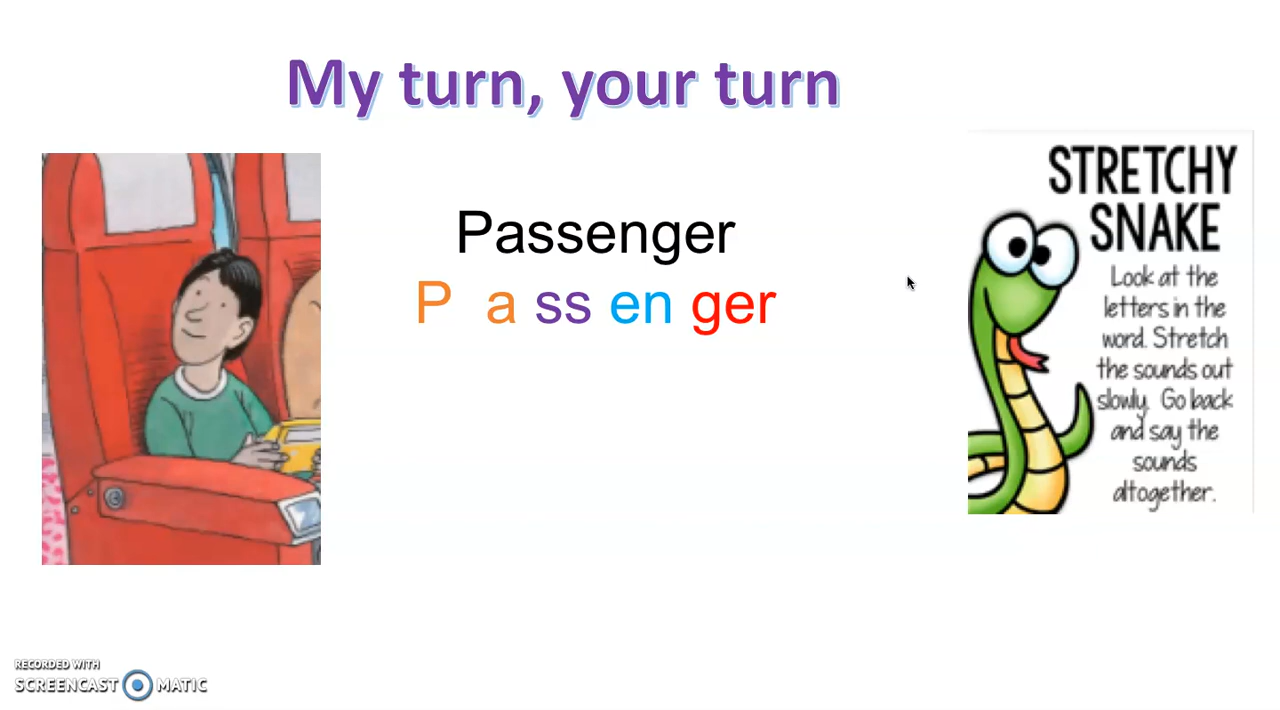 My turn, your turn
Passenger
P a ss en ger
STRETCHY
SNAKE
Look at the
letters in the
word. Stretch
the sounds out
slowly. Go back
and say the
sounds
altogether.
RECORDED WITH
SCREENCAST MATIC